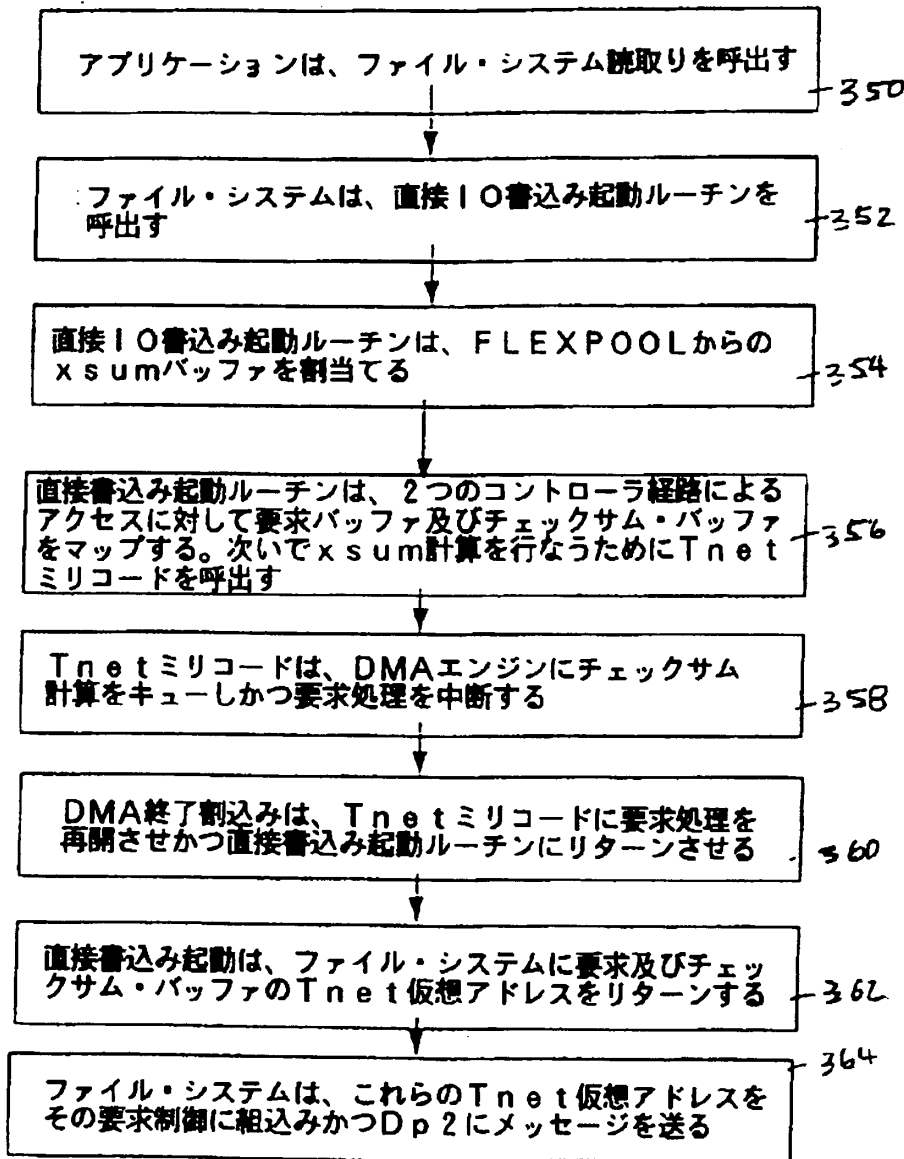 アプリケーションは、ファイル・システム読取りを呼出す
350
ファイル・システムは、直接IO書込み起動ルーチンを
呼出す
352
直接IO書込み起動ルーチンは、FLEXPOOLからの
xsumバッファを割当てる
354
直接書込み起動ルーチンは、2つのコントローラ経路による
アクセスに対して要求バッファ及びチェックサム・バッファ
をマップする。次いでxsum計算を行なうためにTnet
ミリコードを呼出す
356
Tnetミリコードは、DMAエンジンにチェックサム
計算をキューしかつ要求処理を中断する
358
DMA終了割込みは、Tnetミリコードに要求処理を
再開させかつ直接書込み起動ルーチンにリターンさせる
360
直接書込み起動は、ファイル・システムに要求及びチェッ
クサム・バッファのTnet仮想アドレスをリターンする
362
364
ファイル・システムは、これらのTnet仮想アドレスを
その要求制御に組込みかつDp2にメッセージを送る